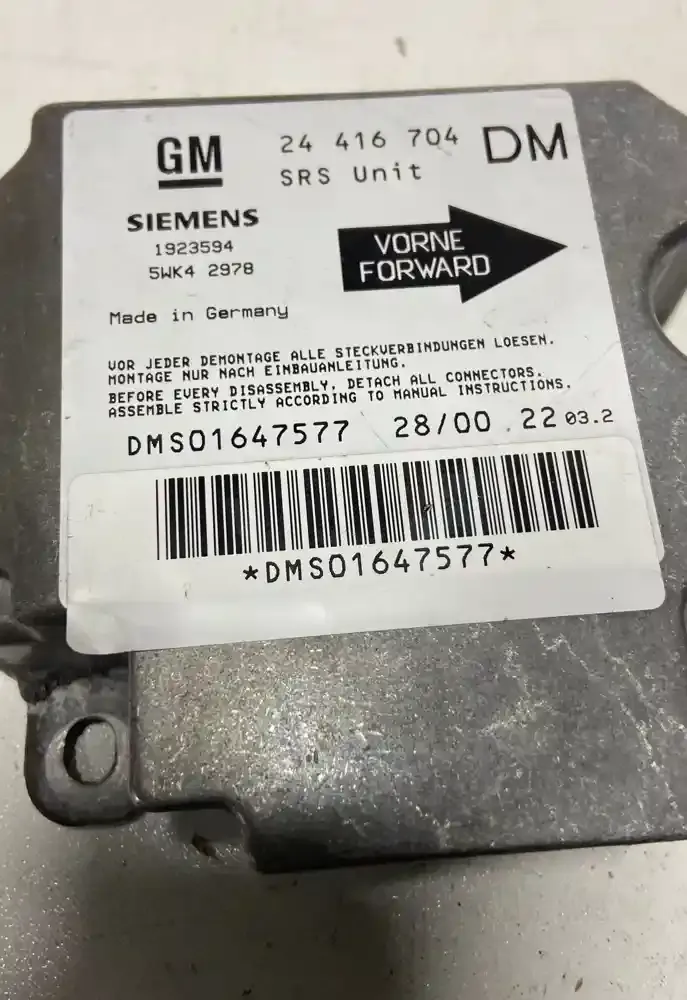 GM 24 416 704 DM
SRS Unit
SIEMENS
1923594
5WK4 2978
VORNE
FORWARD
Made in Germany
VOR JEDER DEMONTAGE ALLE STECKVERBINDUNGEN LOESEN.
MONTAGE NUR NACH EINBAUANLEITUNG.
BEFORE EVERY DISASSEMBLY, DETACH ALL CONNECTORS.
ASSEMBLE STRICTLY ACCORDING TO MANUAL INSTRUCTIONS.
DMS01647577 28/00 .22 03.2
*DMS01647577*